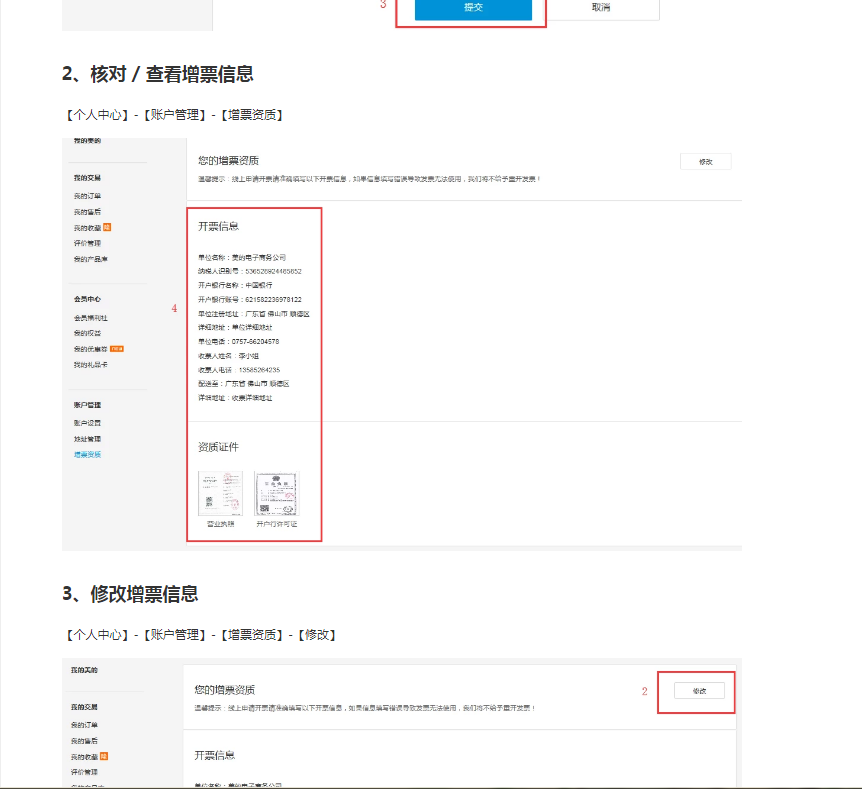 3
提交
取消
2、核对 / 查看增票信息
【个人中心】-【账户管理】-【增票资质】
我的美的
我的交易
我的订单
我的售后
我的收藏
评价管理
我的产品库
会员中心
会员福利社
我的权益
我的优惠券
我的礼品卡
账户管理
账户设置
地址管理
增票资质
您的增票资质
修改
温馨提示：线上申请开票请准确填写以下开票信息，如果信息填写错误导致发票无法使用，我们将不给予重开发票！
4
开票信息
单位名称：美的电子商务公司
纳税人识别号：536528924465652
开户银行名称：中国银行
开户银行账号：621582236978122
单位注册地址：广东省 佛山市 顺德区
详细地址：单位详细地址
单位电话：0757-66204578
收票人姓名：李小姐
收票人电话：13585264235
配送至：广东省 佛山市 顺德区
详细地址：收票详细地址
资质证件
营业执照
开户行许可证
3、修改增票信息
【个人中心】-【账户管理】-【增票资质】-【修改】
我的美的
我的交易
我的订单
我的售后
我的收藏
评价管理
您的增票资质
2
修改
温馨提示：线上申请开票请准确填写以下开票信息，如果信息填写错误导致发票无法使用，我们将不给予重开发票！
开票信息
单位名称：美的电子商务公司